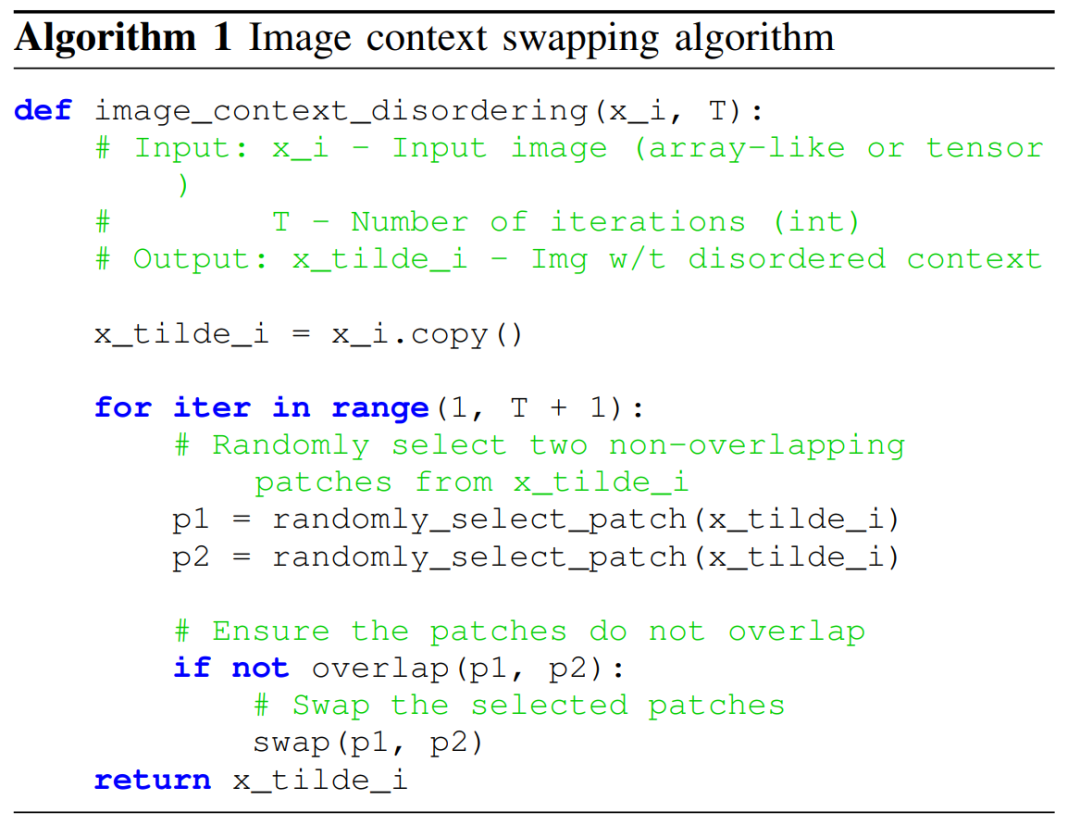 Algorithm 1 Image context swapping algorithm
def image_context_disordering(x_i, T):
# Input: x_i - Input image (array-like or tensor
)
# T - Number of iterations (int)
# Output: x_tilde_i - Img w/t disordered context
x_tilde_i = x_i.copy()
for iter in range(1, T + 1):
# Randomly select two non-overlapping
patches from x_tilde_i
p1 = randomly_select_patch(x_tilde_i)
p2 = randomly_select_patch(x_tilde_i)
# Ensure the patches do not overlap
if not overlap(p1, p2):
# Swap the selected patches
swap(p1, p2)
return x_tilde_i